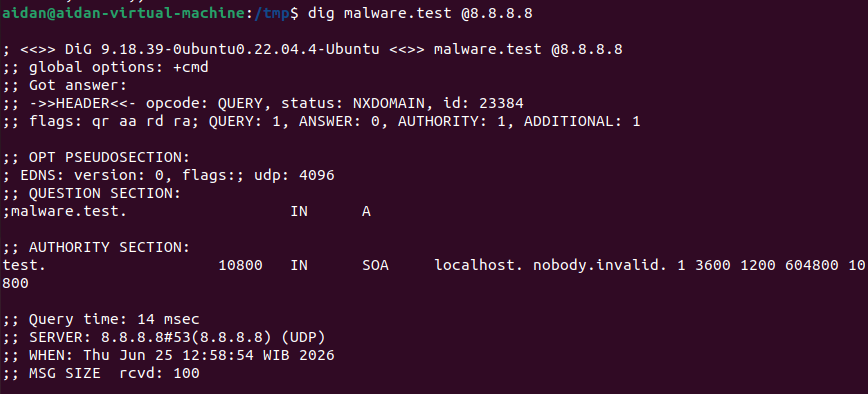 aidan@aidan-virtual-machine:/tmp$ dig malware.test @8.8.8.8
; <<>> DiG 9.18.39-0ubuntu0.22.04.4-Ubuntu <<>> malware.test @8.8.8.8
;; global options: +cmd
;; Got answer:
;; ->>HEADER<<- opcode: QUERY, status: NXDOMAIN, id: 23384
;; flags: qr aa rd ra; QUERY: 1, ANSWER: 0, AUTHORITY: 1, ADDITIONAL: 1
;; OPT PSEUDOSECTION:
; EDNS: version: 0, flags:; udp: 4096
;; QUESTION SECTION:
;malware.test. IN A
;; AUTHORITY SECTION:
test. 10800 IN SOA localhost. nobody.invalid. 1 3600 1200 604800 10
800
;; Query time: 14 msec
;; SERVER: 8.8.8.8#53(8.8.8.8) (UDP)
;; WHEN: Thu Jun 25 12:58:54 WIB 2026
;; MSG SIZE  rcvd: 100